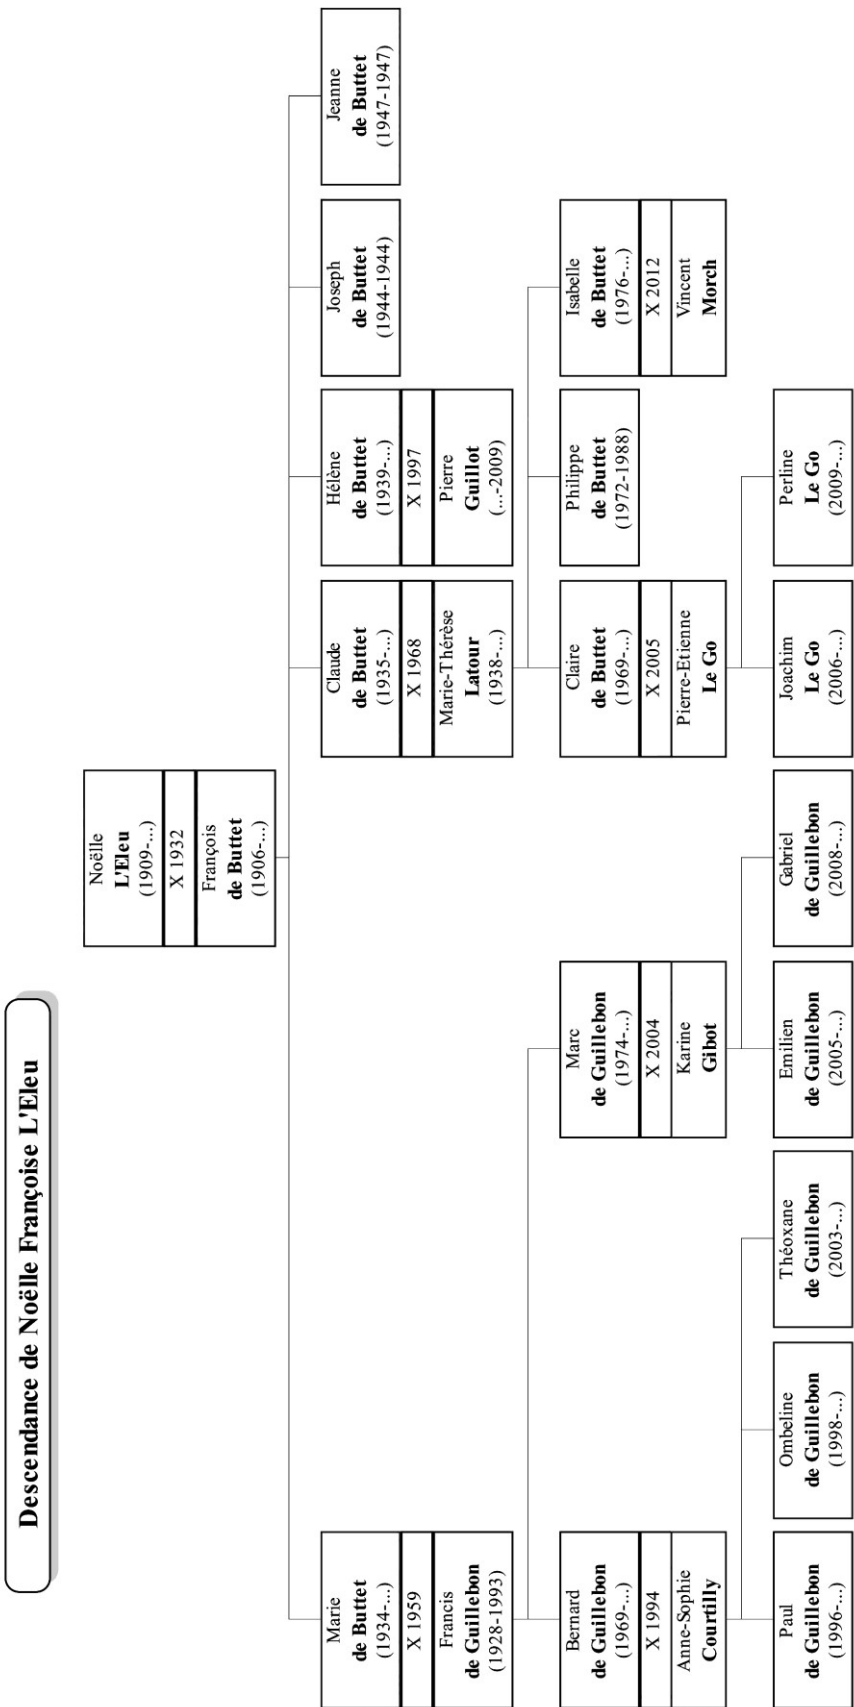 Descendance de Noëlle Françoise L'Eleu
Noëlle
L'Eleu
(1909-...)
X 1932
François
de Buttet
(1906-...)
Marie
de Buttet
(1934-...)
X 1959
Francis
de Guillebon
(1928-1993)
Claude
de Buttet
(1935-...)
X 1968
Marie-Thérèse
Latour
(1938-...)
Hélène
de Buttet
(1939-...)
X 1997
Pierre
Guillot
(...-2009)
Joseph
de Buttet
(1944-1944)
Jeanne
de Buttet
(1947-1947)
Bernard
de Guillebon
(1969-...)
X 1994
Anne-Sophie
Courtilly
Marc
de Guillebon
(1974-...)
X 2004
Karine
Gibot
Claire
de Buttet
(1969-...)
X 2005
Pierre-Etienne
Le Go
Philippe
de Buttet
(1972-1988)
Isabelle
de Buttet
(1976-...)
X 2012
Vincent
Morch
Paul
de Guillebon
(1996-...)
Ombeline
de Guillebon
(1998-...)
Théoxane
de Guillebon
(2003-...)
Emilien
de Guillebon
(2005-...)
Gabriel
de Guillebon
(2008-...)
Joachim
Le Go
(2006-...)
Perline
Le Go
(2009-...)